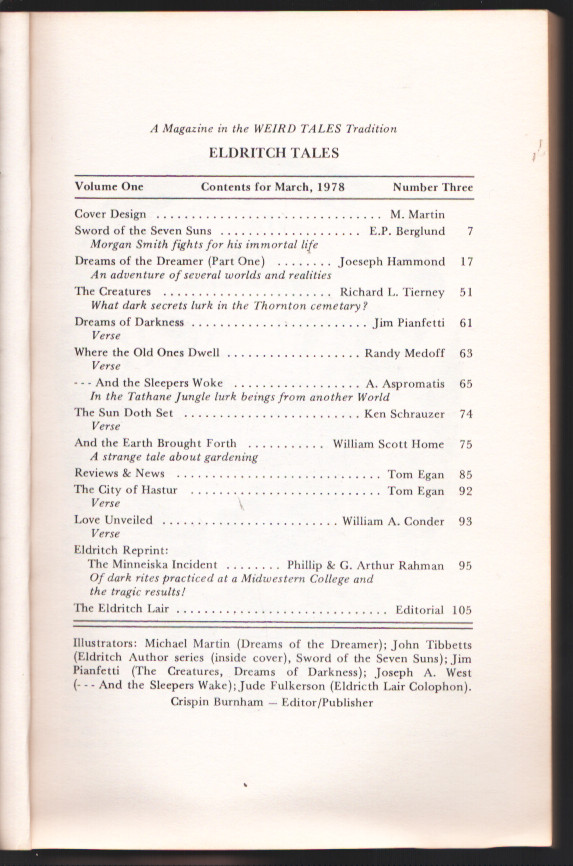 A Magazine in the WEIRD TALES Tradition
ELDRITCH TALES
Volume One Contents for March, 1978 Number Three
Cover Design ................................ M. Martin
Sword of the Seven Suns .................... E.P. Berglund 7
Morgan Smith fights for his immortal life
Dreams of the Dreamer (Part One) ........ Joeseph Hammond 17
An adventure of several worlds and realities
The Creatures ........................ Richard L. Tierney 51
What dark secrets lurk in the Thornton cemetary?
Dreams of Darkness ......................... Jim Pianfetti 61
Verse
Where the Old Ones Dwell ................... Randy Medoff 63
Verse
- - - And the Sleepers Woke .................. A. Aspromatis 65
In the Tathane Jungle lurk beings from another World
The Sun Doth Set ......................... Ken Schrauzer 74
Verse
And the Earth Brought Forth ........... William Scott Home 75
A strange tale about gardening
Reviews & News ............................. Tom Egan 85
The City of Hastur ........................... Tom Egan 92
Verse
Love Unveiled ........................ William A. Conder 93
Verse
Eldritch Reprint:
The Minneiska Incident ........ Phillip & G. Arthur Rahman 95
Of dark rites practiced at a Midwestern College and
the tragic results!
The Eldritch Lair .............................. Editorial 105
Illustrators: Michael Martin (Dreams of the Dreamer); John Tibbetts
(Eldritch Author series (inside cover), Sword of the Seven Suns); Jim
Pianfetti (The Creatures, Dreams of Darkness); Joseph A. West
(- - - And the Sleepers Wake); Jude Fulkerson (Eldricth Lair Colophon).
Crispin Burnham — Editor/Publisher